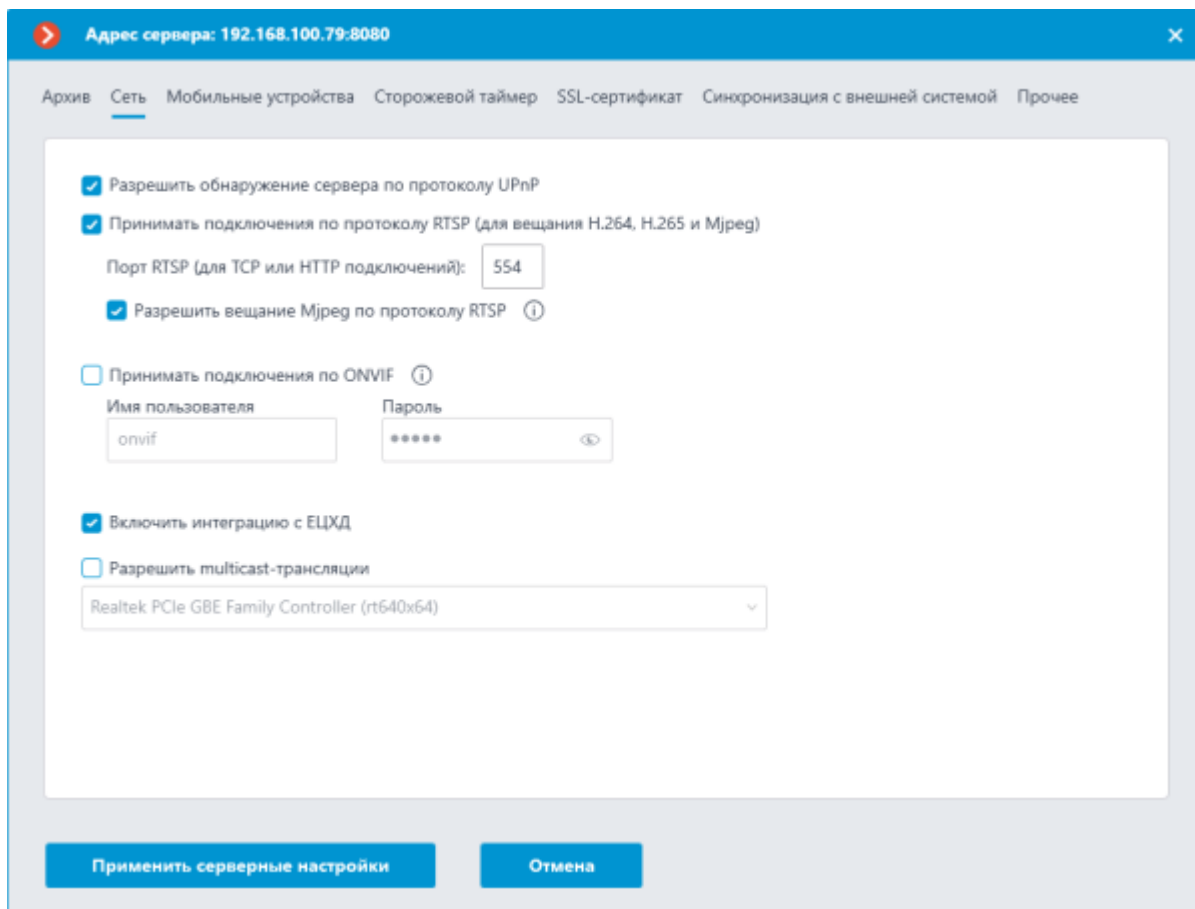 Адрес сервера: 192.168.100.79:8080
Архив Сеть Мобильные устройства Сторожевой таймер SSL-сертификат Синхронизация с внешней системой Прочее
Разрешить обнаружение сервера по протоколу UPnP
Принимать подключения по протоколу RTSP (для вещания H.264, H.265 и Mjpeg)
Порт RTSP (для TCP или HTTP подключений): 554
Разрешить вещание Mjpeg по протоколу RTSP
Принимать подключения по ONVIF
Имя пользователя Пароль
onvif •••••
Включить интеграцию с ЕЦХД
Разрешить multicast-трансляции
Realtek PCIe GBE Family Controller (rt640x64)
Применить серверные настройки Отмена